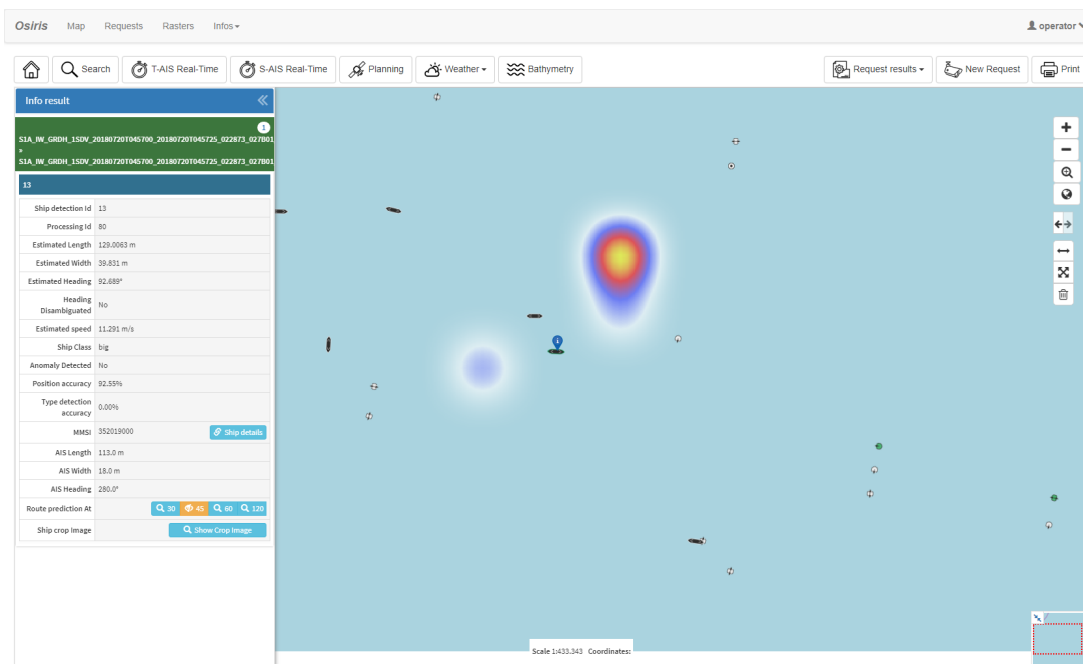 Osiris Map Requests Rasters Infos operator
Search T-AIS Real-Time S-AIS Real-Time Planning Weather Bathymetry Request results New Request Print
Info result
1
S1A_IW_GRDH_1SDV_20180720T045700_20180720T045725_022873_027B01
»
S1A_IW_GRDH_1SDV_20180720T045700_20180720T045725_022873_027B01
13
Ship detection Id 13
Processing Id 80
Estimated Length 129.0063 m
Estimated Width 39.831 m
Estimated Heading 92.689°
Heading
Disambiguated No
Estimated speed 11.291 m/s
Ship Class big
Anomaly Detected No
Position accuracy 92.55%
Type detection
accuracy 0.00%
MMSI 352019000 Ship details
AIS Length 113.0 m
AIS Width 18.0 m
AIS Heading 280.0°
Route prediction At 30 45 60 120
Ship crop Image Show Crop Image
Scale 1:433.343 Coordinates: